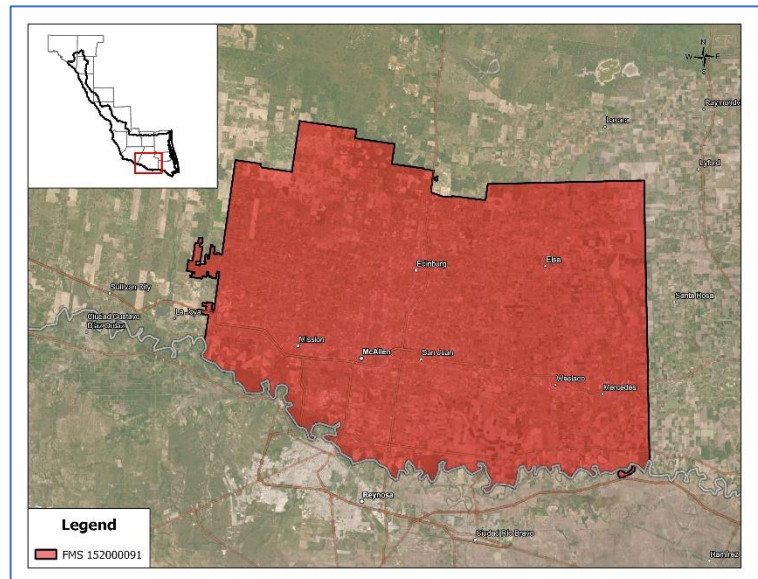 N
W E
S
Raymondv
Lasara
Lyford
Edinburg
Elsa
Sullivan City
Santa Rosa
La Joya
Ciudad Gustavo
Díaz Ordaz
Mission
McAllen
San Juan
Weslaco
Mercedes
Reynosa
Legend
Ciudad Río Bravo
FMS 152000091
Ramírez